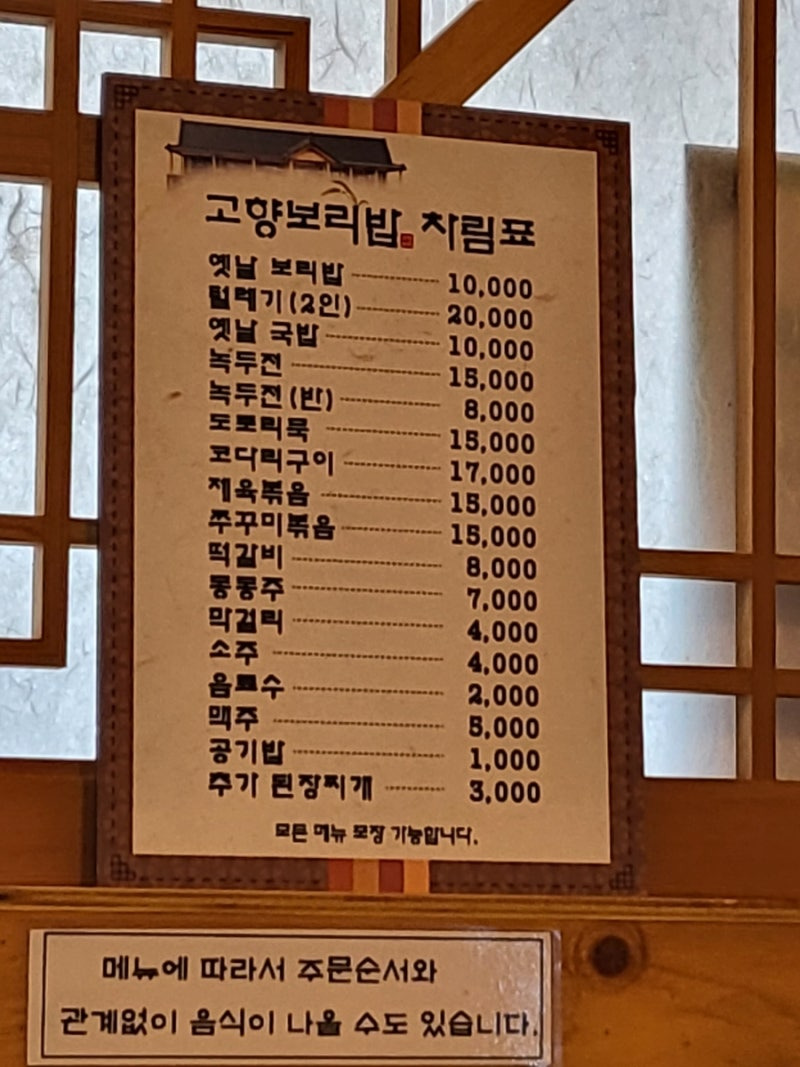 고향보리밥 차림표
옛날 보리밥 10,000
털레기(2인) 20,000
옛날 국밥 10,000
녹두전 15,000
녹두전(반) 8,000
도토리묵 15,000
코다리구이 17,000
제육볶음 15,000
쭈꾸미볶음 15,000
떡갈비 8,000
동동주 7,000
막걸리 4,000
소주 4,000
음료수 2,000
맥주 5,000
공기밥 1,000
추가 된장찌개 3,000
모든 메뉴 포장 가능합니다.
메뉴에 따라서 주문순서와
관계없이 음식이 나올 수도 있습니다.